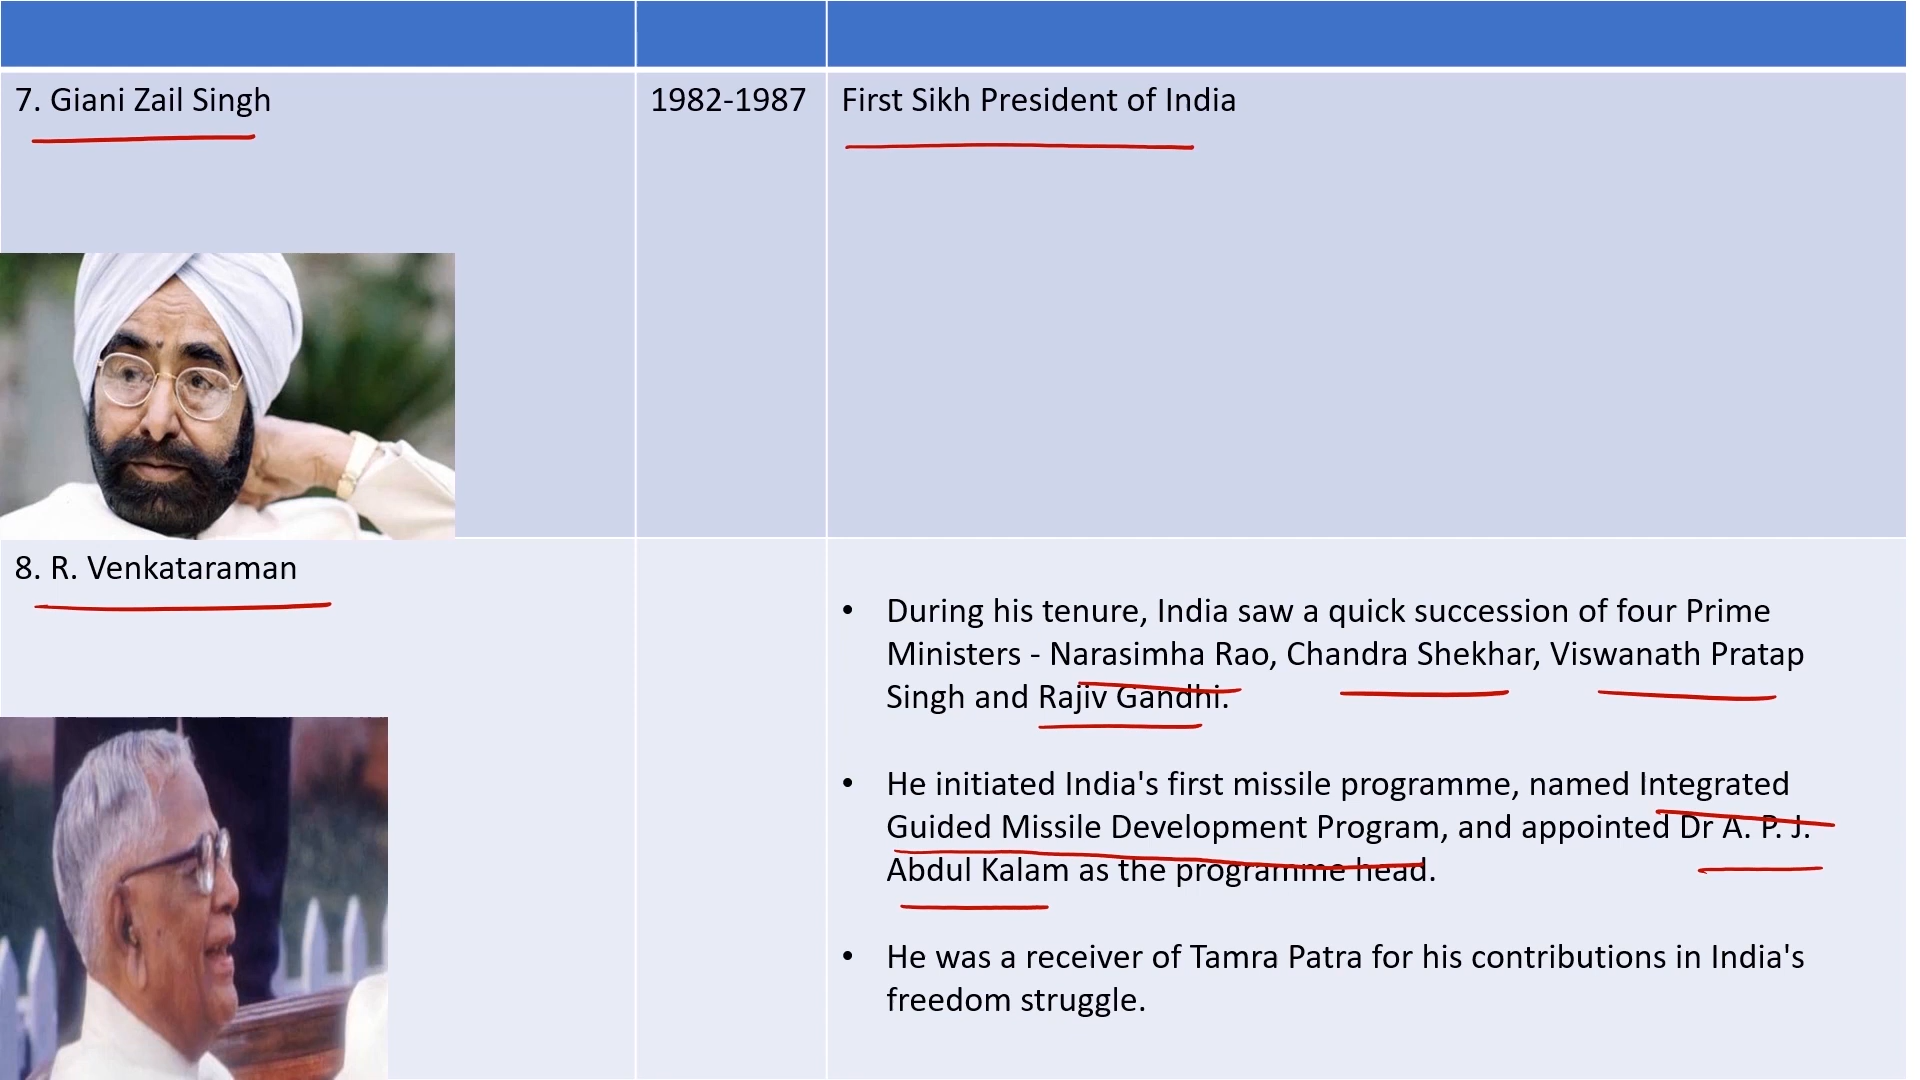 7. Giani Zail Singh
1982-1987
First Sikh President of India
8. R. Venkataraman
• During his tenure, India saw a quick succession of four Prime
Ministers - Narasimha Rao, Chandra Shekhar, Viswanath Pratap
Singh and Rajiv Gandhi.
• He initiated India's first missile programme, named Integrated
Guided Missile Development Program, and appointed Dr A. P. J.
Abdul Kalam as the programme head.
• He was a receiver of Tamra Patra for his contributions in India's
freedom struggle.